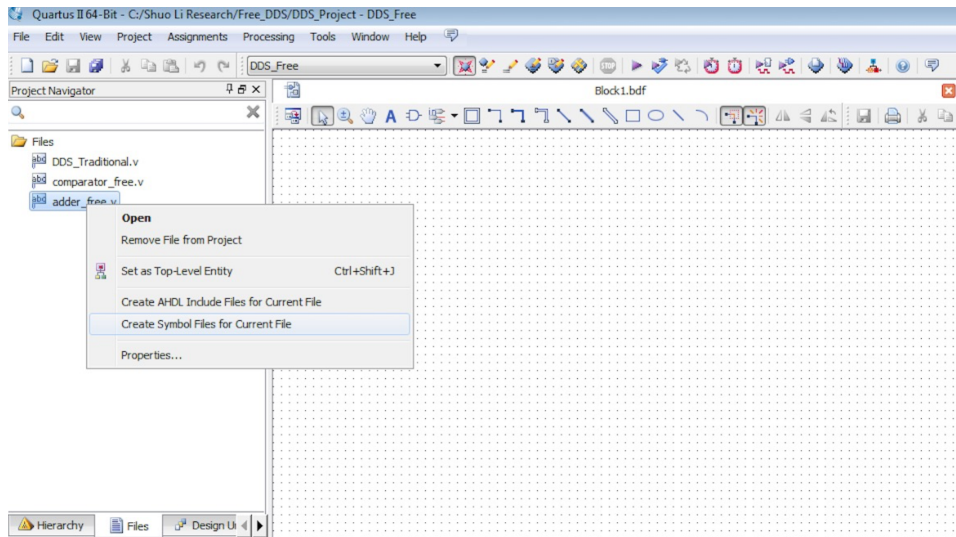 Quartus II 64-Bit - C:/Shuo Li Research/Free_DDS/DDS_Project - DDS_Free
File Edit View Project Assignments Processing Tools Window Help
DDS_Free
Project Navigator
Block1.bdf
A
Files
abc DDS_Traditional.v
abc comparator_free.v
abc adder_free.v
Open
Remove File from Project
Set as Top-Level Entity Ctrl+Shift+J
Create AHDL Include Files for Current File
Create Symbol Files for Current File
Properties...
Hierarchy Files Design U